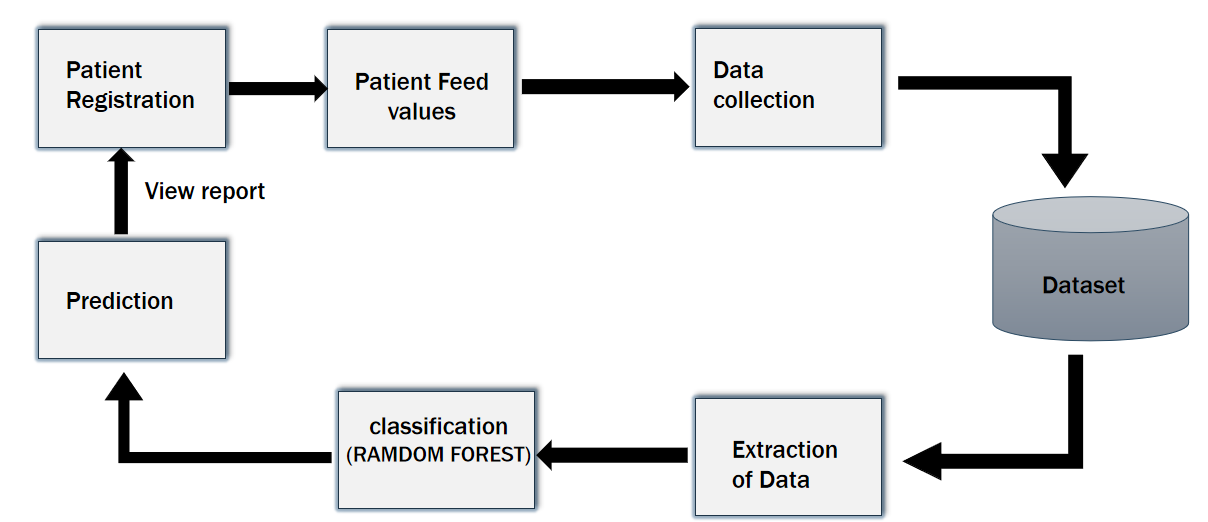 Patient
Registration
Patient Feed
values
Data
collection
View report
Dataset
Prediction
classification
(RAMDOM FOREST)
Extraction
of Data